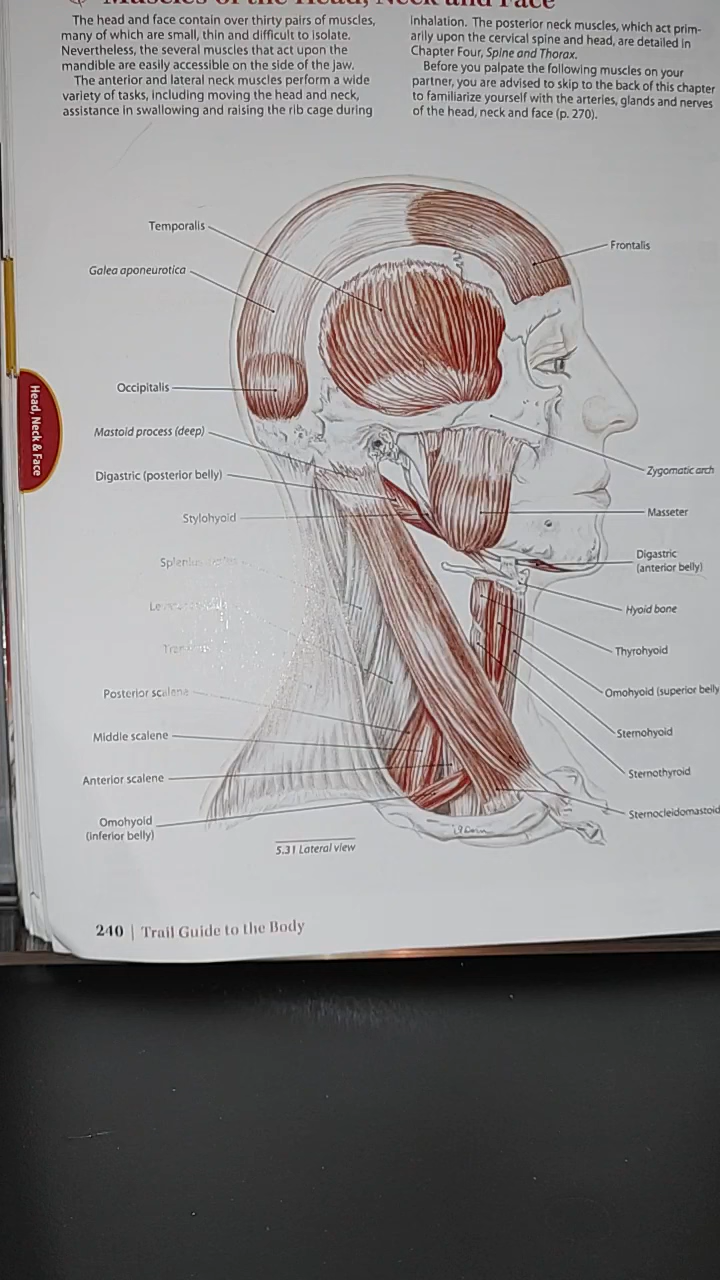 Muscles of the Head, Neck and Face
The head and face contain over thirty pairs of muscles,
many of which are small, thin and difficult to isolate.
Nevertheless, the several muscles that act upon the
mandible are easily accessible on the side of the jaw.
The anterior and lateral neck muscles perform a wide
variety of tasks, including moving the head and neck,
assistance in swallowing and raising the rib cage during
inhalation. The posterior neck muscles, which act prim-
arily upon the cervical spine and head, are detailed in
Chapter Four, Spine and Thorax.
Before you palpate the following muscles on your
partner, you are advised to skip to the back of this chapter
to familiarize yourself with the arteries, glands and nerves
of the head, neck and face (p. 270).
Temporalis
Galea aponeurotica
Occipitalis
Mastoid process (deep)
Digastric (posterior belly)
Stylohyoid
Posterior scalene
Middle scalene
Anterior scalene
Omohyoid
(inferior belly)
Frontalis
Zygomatic arch
Masseter
Digastric
(anterior belly)
Hyoid bone
Thyrohyoid
Omohyoid (superior belly
Sternohyoid
Sternothyroid
Sternocleidomastoid
Head, Neck & Face
5.31 Lateral view
240 | Trail Guide to the Body